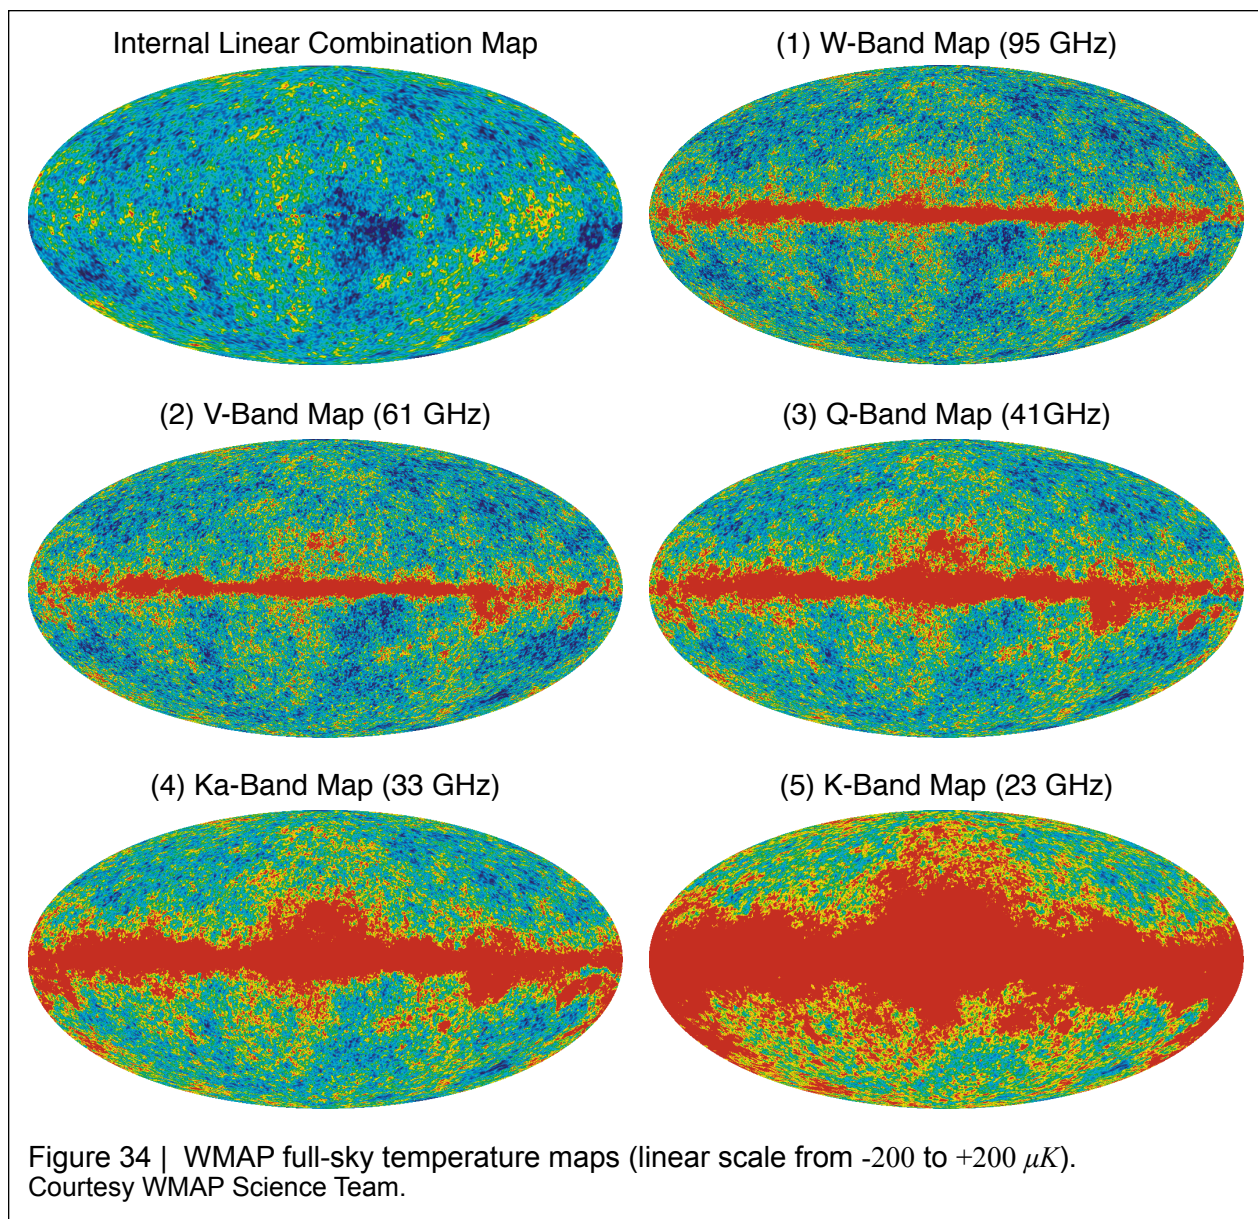 Internal Linear Combination Map
(1) W-Band Map (95 GHz)
(2) V-Band Map (61 GHz)
(3) Q-Band Map (41GHz)
(4) Ka-Band Map (33 GHz)
(5) K-Band Map (23 GHz)
Figure 34 | WMAP full-sky temperature maps (linear scale from -200 to +200 μK).
Courtesy WMAP Science Team.